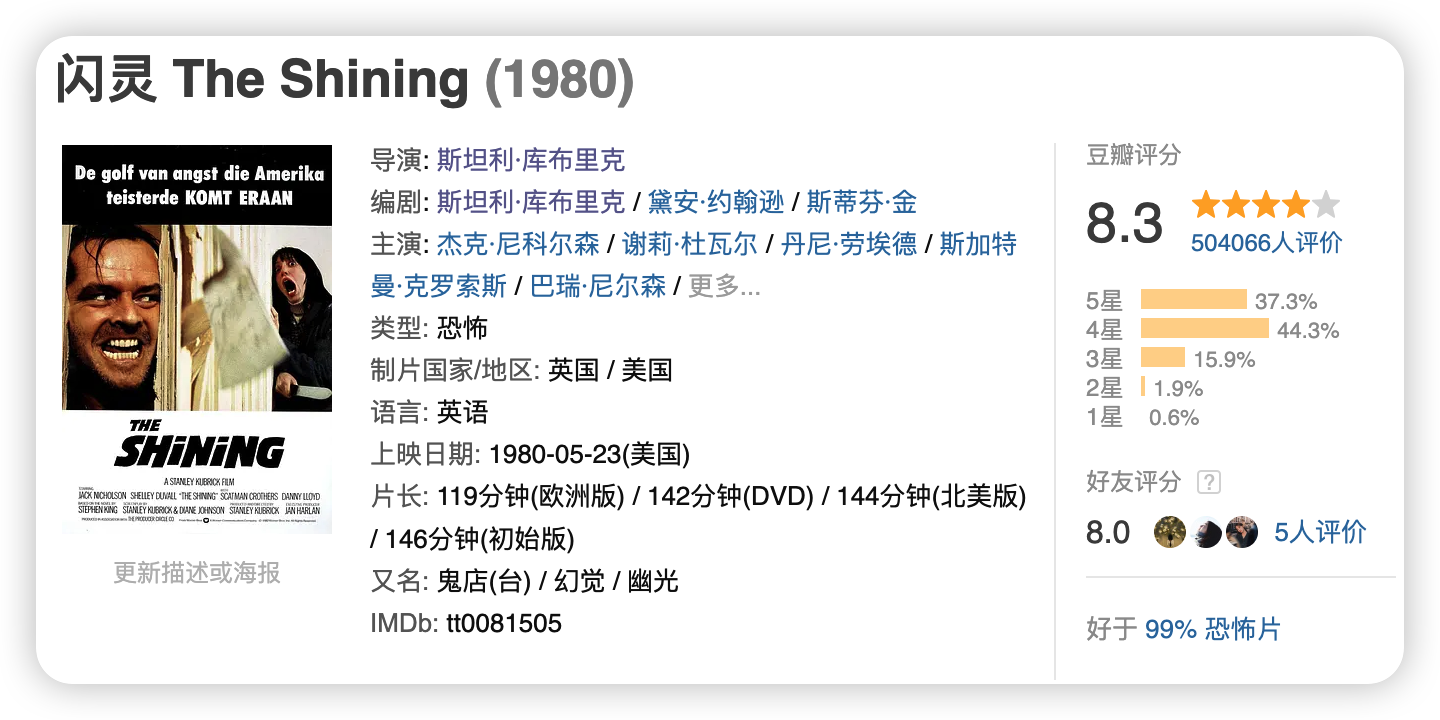 闪灵 The Shining (1980)
De golf van angst die Amerika
teisterde KOMT ERAAN
THE
SHiNiNG
A STANLEY KUBRICK FILM
STARRING
JACK NICHOLSON SHELLEY DUVALL "THE SHINING" SCATMAN CROTHERS DANNY LLOYD
STEPHEN KING STANLEY KUBRICK & DIANE JOHNSON STANLEY KUBRICK JAN HARLAN
PRODUCED IN ASSOCIATION WITH THE PRODUCER CIRCLE CO
更新描述或海报
导演: 斯坦利·库布里克
编剧: 斯坦利·库布里克 / 黛安·约翰逊 / 斯蒂芬·金
主演: 杰克·尼科尔森 / 谢莉·杜瓦尔 / 丹尼·劳埃德 / 斯加特
曼·克罗索斯 / 巴瑞·尼尔森 / 更多...
类型: 恐怖
制片国家/地区: 英国 / 美国
语言: 英语
上映日期: 1980-05-23(美国)
片长: 119分钟(欧洲版) / 142分钟(DVD) / 144分钟(北美版)
/ 146分钟(初始版)
又名: 鬼店(台) / 幻觉 / 幽光
IMDb: tt0081505
豆瓣评分
8.3
504066人评价
5星 37.3%
4星 44.3%
3星 15.9%
2星 1.9%
1星 0.6%
好友评分 ?
8.0 5人评价
好于 99% 恐怖片